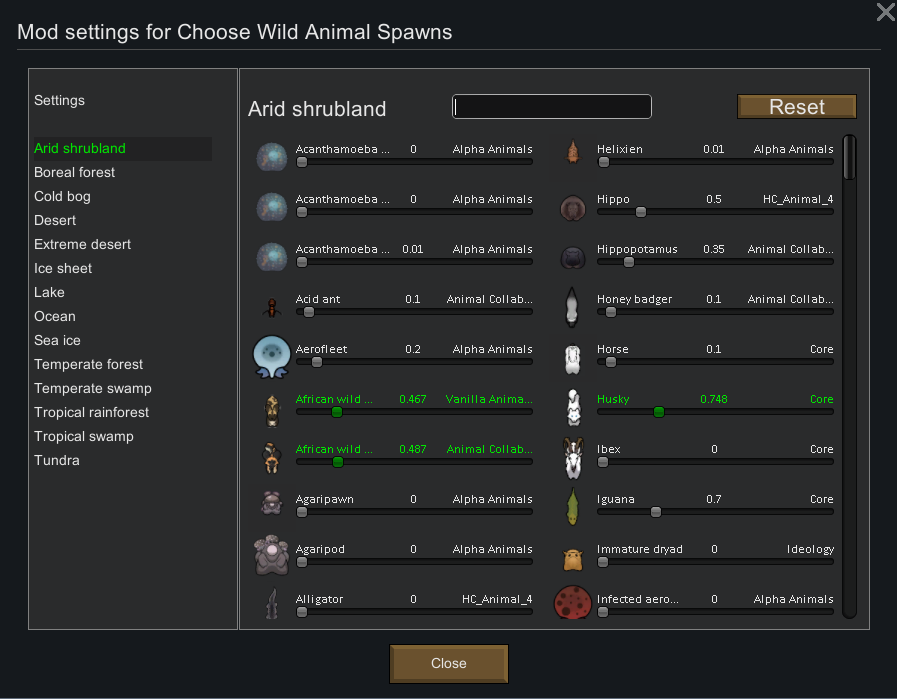 Mod settings for Choose Wild Animal Spawns
Settings
Arid shrubland
Boreal forest
Cold bog
Desert
Extreme desert
Ice sheet
Lake
Ocean
Sea ice
Temperate forest
Temperate swamp
Tropical rainforest
Tropical swamp
Tundra
Arid shrubland
Reset
Acanthamoeba ... 0 Alpha Animals
Acanthamoeba ... 0 Alpha Animals
Acanthamoeba ... 0.01 Alpha Animals
Acid ant 0.1 Animal Collab...
Aerofleet 0.2 Alpha Animals
African wild ... 0.467 Vanilla Anima...
African wild ... 0.487 Animal Collab...
Agaripawn 0 Alpha Animals
Agaripod 0 Alpha Animals
Alligator 0 HC_Animal_4
Helixien 0.01 Alpha Animals
Hippo 0.5 HC_Animal_4
Hippopotamus 0.35 Animal Collab...
Honey badger 0.1 Animal Collab...
Horse 0.1 Core
Husky 0.748 Core
Ibex 0 Core
Iguana 0.7 Core
Immature dryad 0 Ideology
Infected aero... 0 Alpha Animals
Close